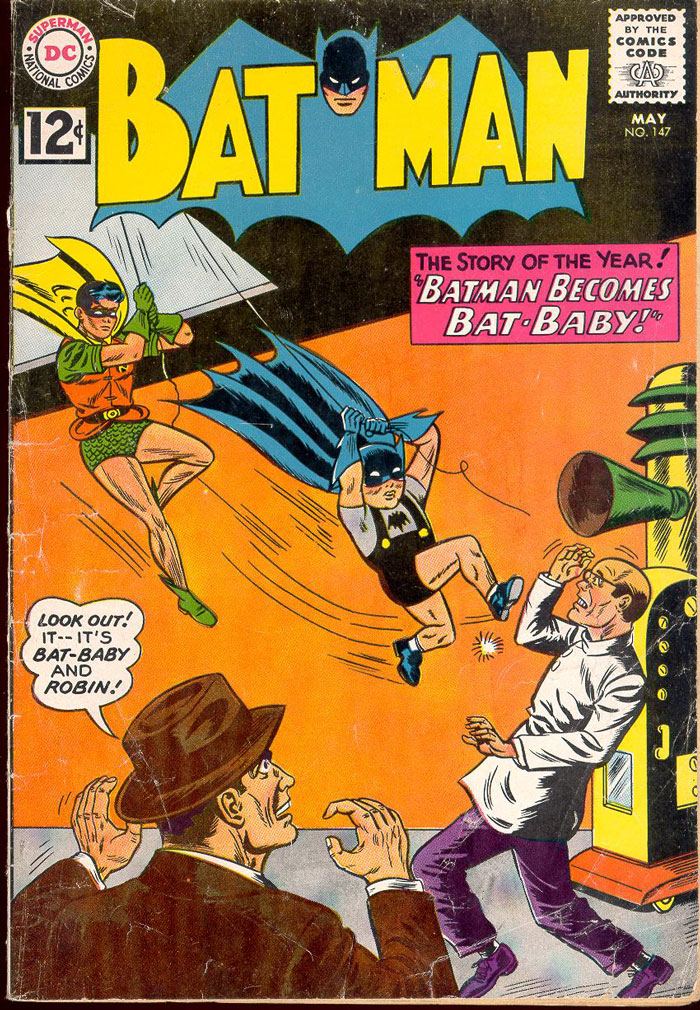 SUPERMAN
DC
NATIONAL COMICS
12¢
BATMAN
APPROVED
BY THE
COMICS
CODE
CA
AUTHORITY
MAY
NO. 147
THE STORY OF THE YEAR!
"BATMAN BECOMES
BAT-BABY!"
R
LOOK OUT!
IT--IT'S
BAT-BABY
AND
ROBIN!